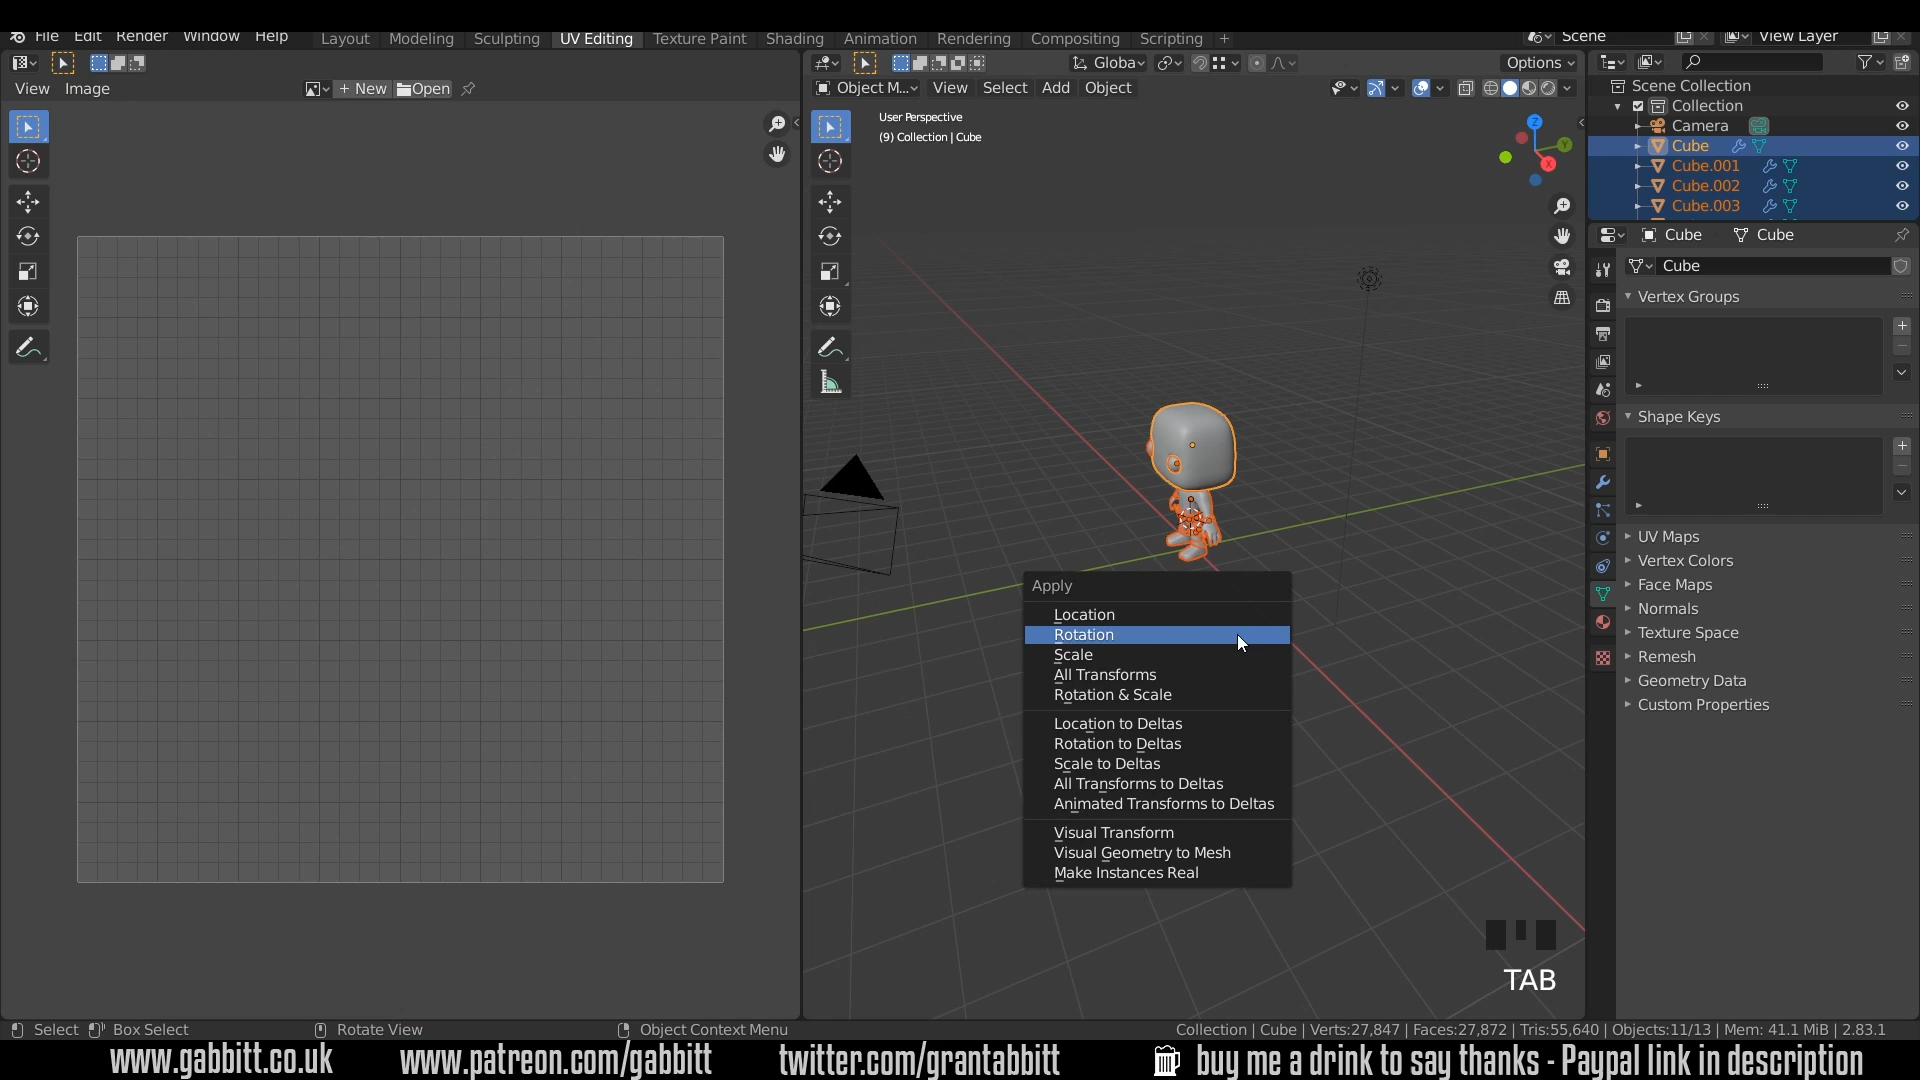 File Edit Render Window Help Layout Modeling Sculpting UV Editing Texture Paint Shading Animation Rendering Compositing Scripting + Scene View Layer
Globa Options
View Image + New Open Object M... View Select Add Object
Scene Collection
Collection
Camera
Cube
Cube.001
Cube.002
Cube.003
User Perspective
(9) Collection | Cube
Z
Y
X
Cube Cube
Cube
Vertex Groups
Shape Keys
UV Maps
Vertex Colors
Face Maps
Normals
Texture Space
Remesh
Geometry Data
Custom Properties
Apply
Location
Rotation
Scale
All Transforms
Rotation & Scale
Location to Deltas
Rotation to Deltas
Scale to Deltas
All Transforms to Deltas
Animated Transforms to Deltas
Visual Transform
Visual Geometry to Mesh
Make Instances Real
TAB
Select Box Select Rotate View Object Context Menu Collection | Cube | Verts:27,847 | Faces:27,872 | Tris:55,640 | Objects:11/13 | Mem: 41.1 MiB | 2.83.1
www.gabbitt.co.uk www.patreon.com/gabbitt twitter.com/grantabbitt buy me a drink to say thanks - Paypal link in description